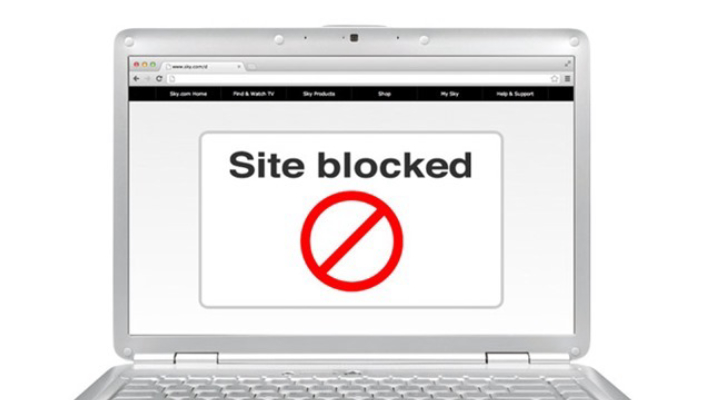 www.sky.com/d
Sky.com Home Find & Watch TV Sky Products Shop My Sky Help & Support
Site blocked